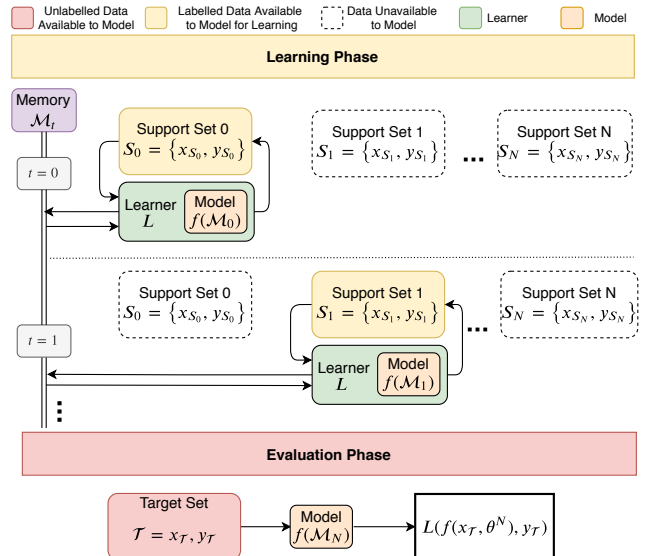 Unlabelled Data
Available to Model
Labelled Data Available
to Model for Learning
Data Unavailable
to Model
Learner
Model
Learning Phase
Memory
ℳ_t
Support Set 0
S_0 = {x_{S_0}, y_{S_0}}
Support Set 1
S_1 = {x_{S_1}, y_{S_1}}
...
Support Set N
S_N = {x_{S_N}, y_{S_N}}
t = 0
Learner
L
Model
f(ℳ_0)
Support Set 0
S_0 = {x_{S_0}, y_{S_0}}
Support Set 1
S_1 = {x_{S_1}, y_{S_1}}
...
Support Set N
S_N = {x_{S_N}, y_{S_N}}
t = 1
Learner
L
Model
f(ℳ_1)
⋮
Evaluation Phase
Target Set
𝒯 = x_𝒯, y_𝒯
Model
f(ℳ_N)
L(f(x_𝒯, θ^N), y_𝒯)